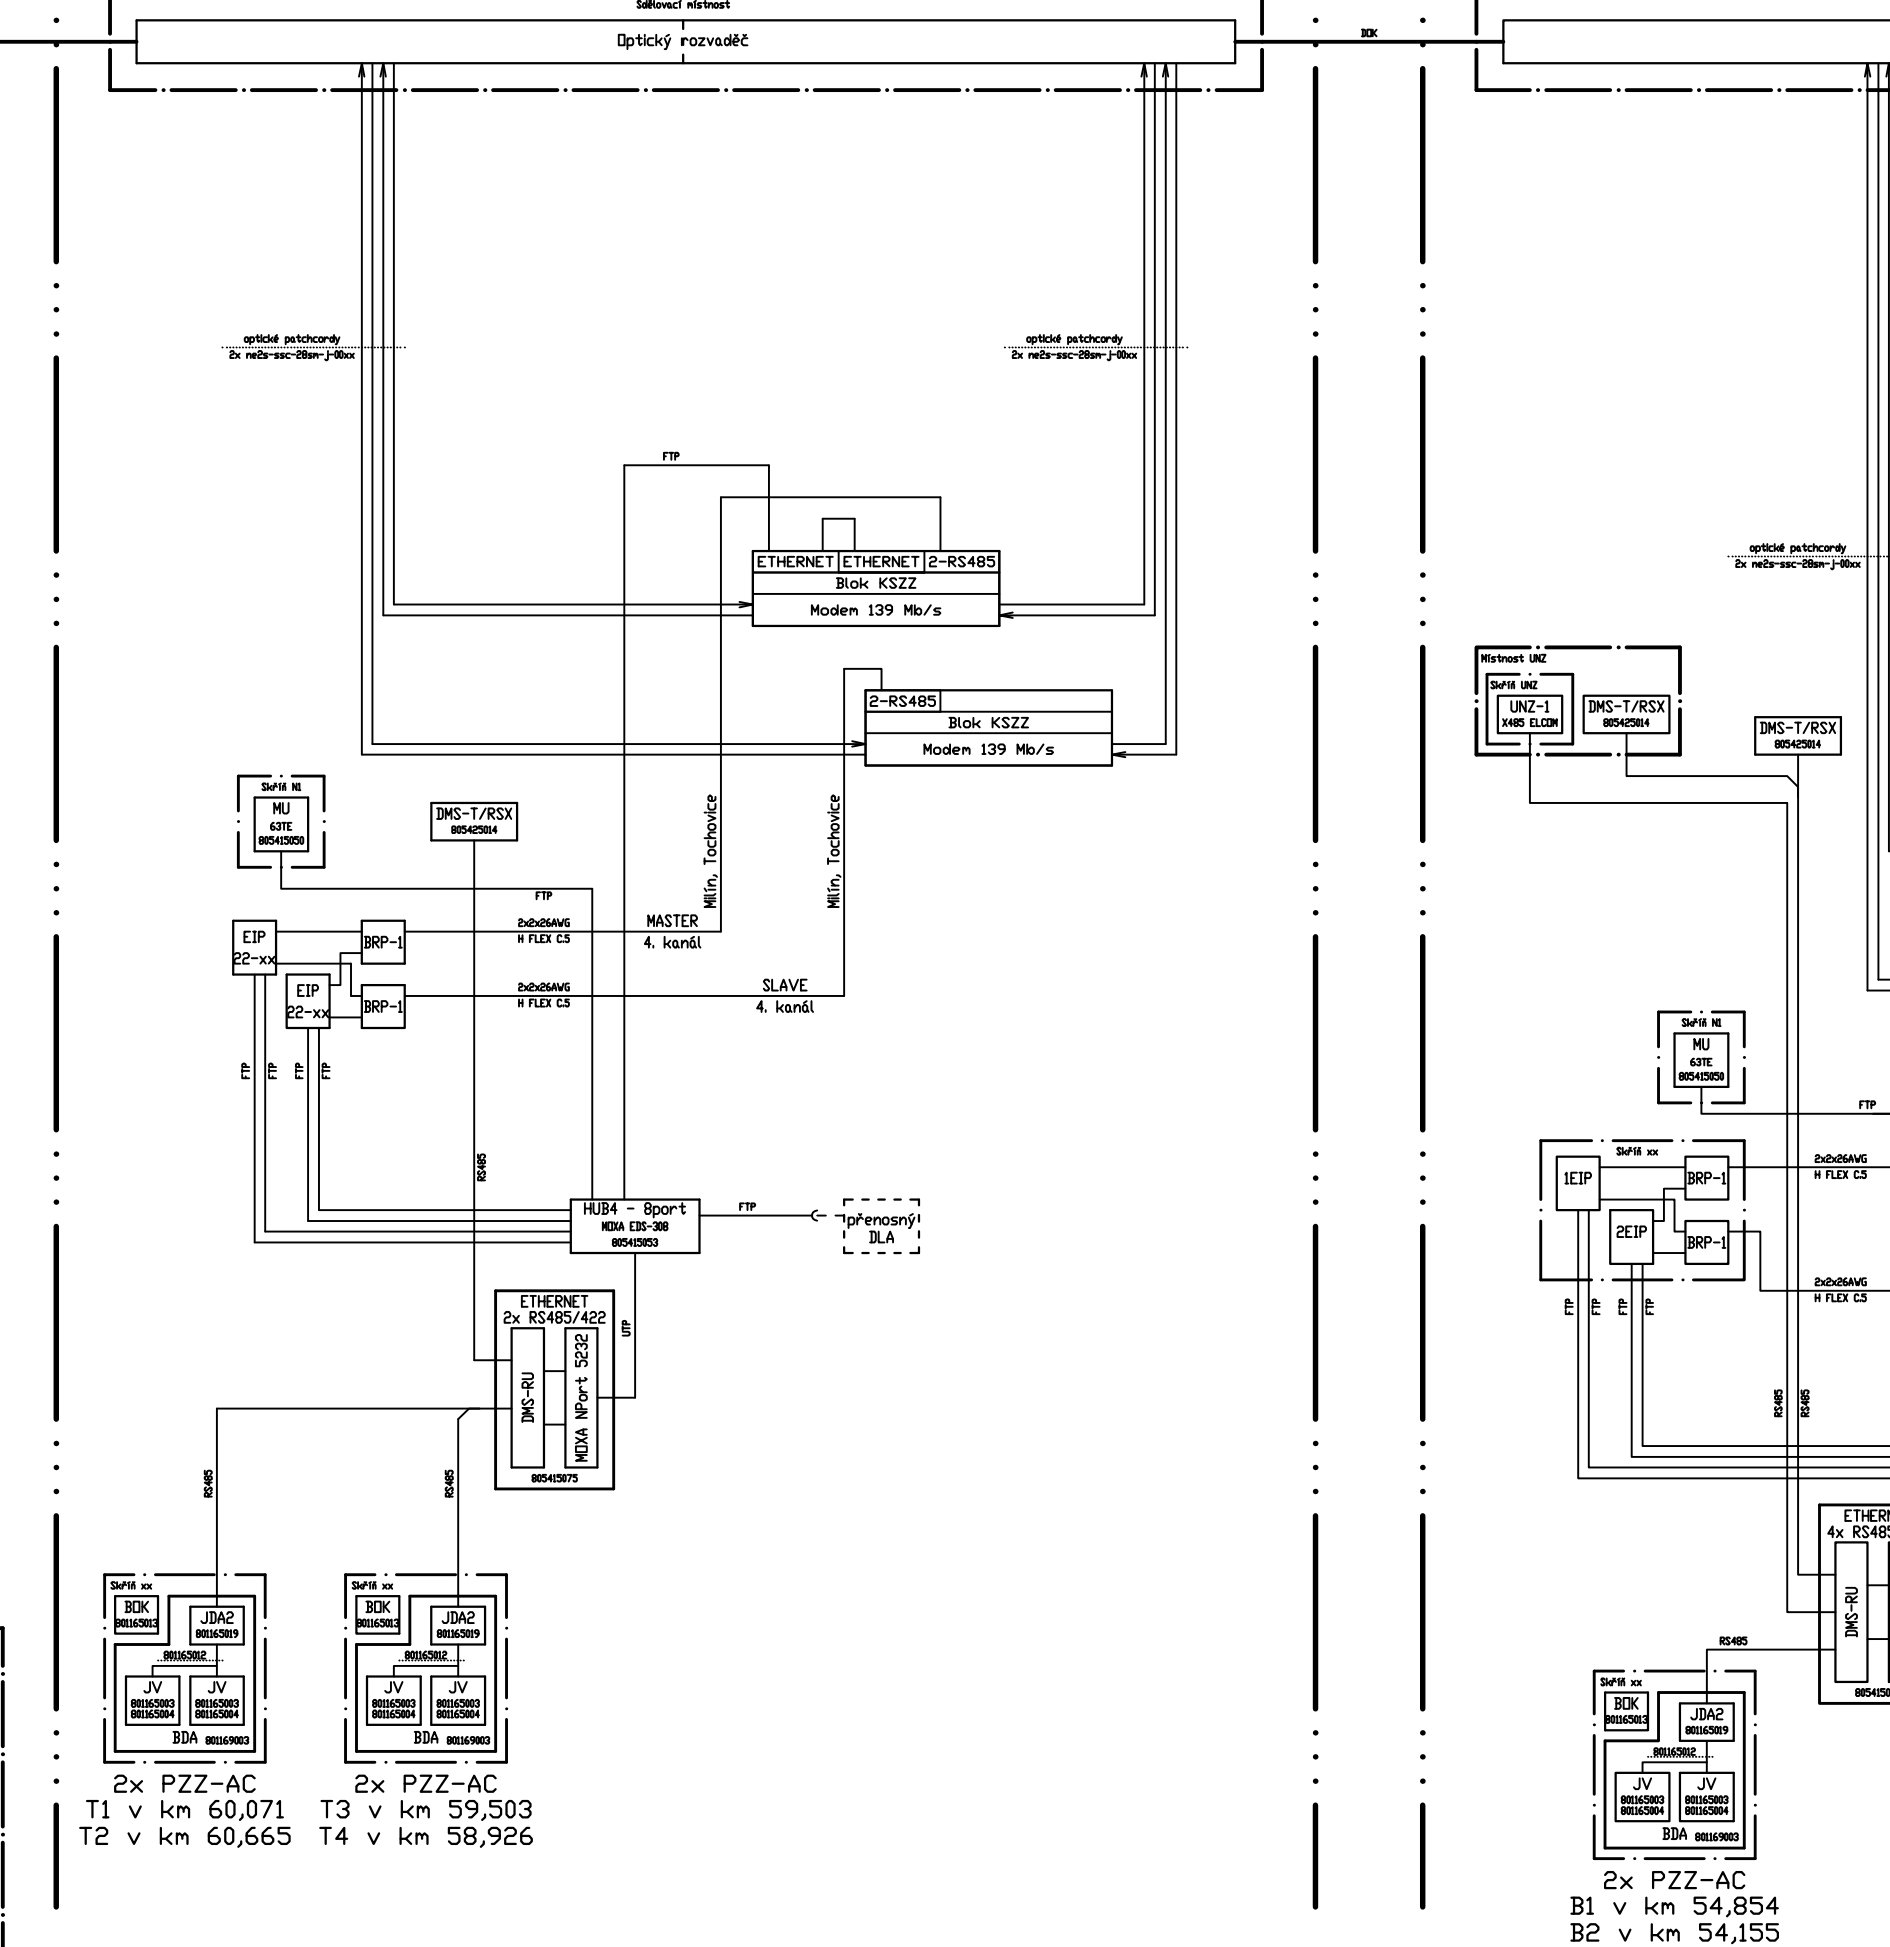 Sdělovací místnost
Optický rozvaděč
DOK
optické patchcordy
2x ne2s-ssc-28sm-j-00xx
optické patchcordy
2x ne2s-ssc-28sm-j-00xx
FTP
ETHERNET ETHERNET 2-RS485
Blok KSZZ
Modem 139 Mb/s
2-RS485
Blok KSZZ
Modem 139 Mb/s
Skříň N1
MU
63TE
805415050
DMS-T/RSX
805425014
Milín, Tochovice
Milín, Tochovice
FTP
EIP
22-xx
BRP-1
2x2x26AWG
H FLEX C.5
MASTER
4. kanál
EIP
22-xx
BRP-1
2x2x26AWG
H FLEX C.5
SLAVE
4. kanál
FTP
FTP
FTP
FTP
RS485
HUB4 - 8port
MOXA EDS-308
805415053
FTP
přenosný
DLA
ETHERNET
2x RS485/422
DMS-RU
MOXA NPort 5232
805415075
UTP
RS485
RS485
Skříň xx
BOK
801165013
JDA2
801165019
801165012
JV
801165003
801165004
JV
801165003
801165004
BDA 801169003
2x PZZ-AC
T1 v km 60,071
T2 v km 60,665
Skříň xx
BOK
801165013
JDA2
801165019
801165012
JV
801165003
801165004
JV
801165003
801165004
BDA 801169003
2x PZZ-AC
T3 v km 59,503
T4 v km 58,926
optické patchcordy
2x ne2s-ssc-28sm-j-00xx
Místnost UNZ
Skříň UNZ
UNZ-1
X485 ELCOM
DMS-T/RSX
805425014
DMS-T/RSX
805425014
Skříň N1
MU
63TE
805415050
FTP
Skříň xx
1EIP
BRP-1
2x2x26AWG
H FLEX C.5
2EIP
BRP-1
2x2x26AWG
H FLEX C.5
FTP
FTP
FTP
FTP
RS485
RS485
ETHERN
4x RS485
DMS-RU
8054150
RS485
Skříň xx
BOK
801165013
JDA2
801165019
801165012
JV
801165003
801165004
JV
801165003
801165004
BDA 801169003
2x PZZ-AC
B1 v km 54,854
B2 v km 54,155